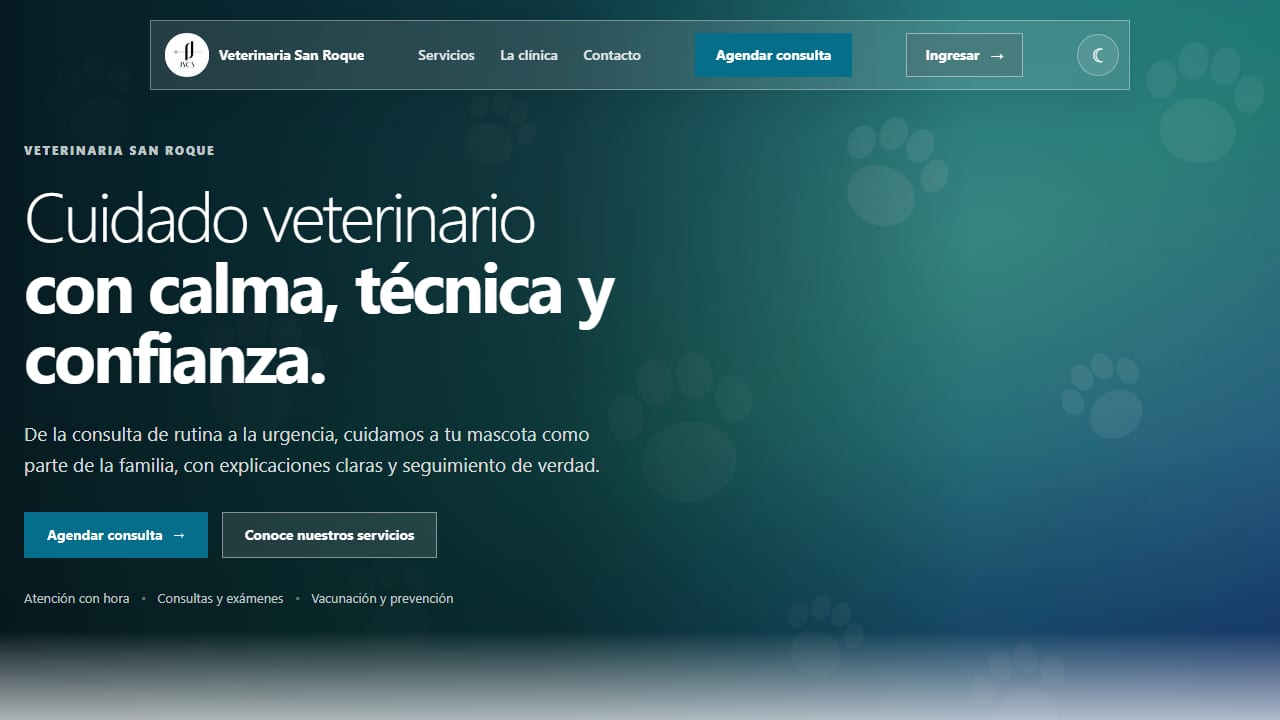 JSCS
Veterinaria San Roque
Servicios
La clínica
Contacto
Agendar consulta →
Ingresar →
VETERINARIA SAN ROQUE
Cuidado veterinario
con calma, técnica y
confianza.
De la consulta de rutina a la urgencia, cuidamos a tu mascota como
parte de la familia, con explicaciones claras y seguimiento de verdad.
Agendar consulta →
Conoce nuestros servicios
Atención con hora • Consultas y exámenes • Vacunación y prevención